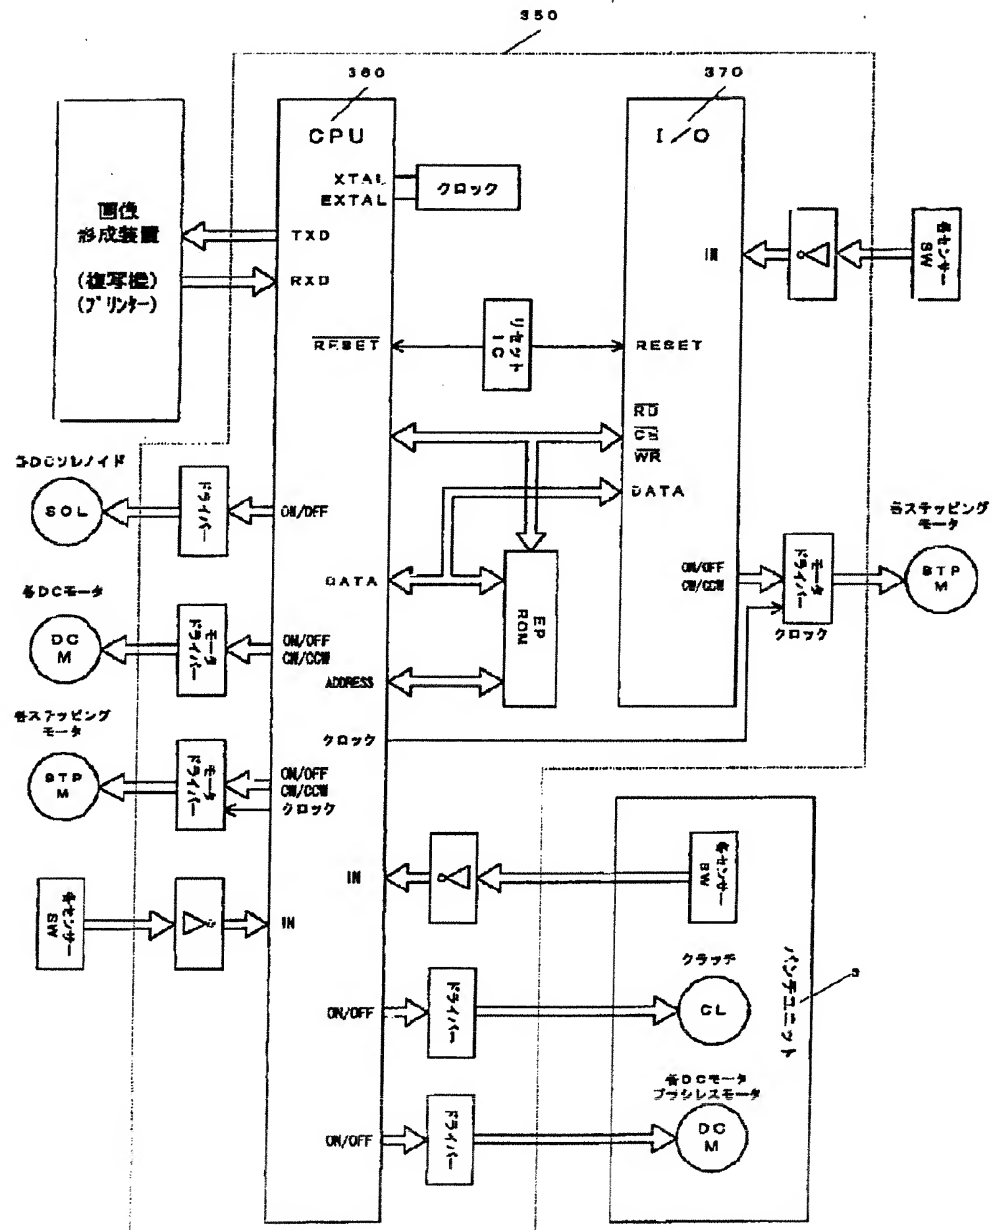 350
360
370
CPU
I/O
XTAL
EXTAL
クロック
画像
形成装置
(複写機)
(プリンター)
TXD
RXD
IN
各センサー
SW
RESET
リセット
IC
RESET
RD
CE
WR
DATA
各DCソレノイド
SOL
ドライバー
ON/OFF
各ステッピング
モータ
ON/OFF
CW/CCW
モータ
ドライバー
STP
M
クロック
DATA
EP
ROM
各DCモータ
DC
M
モータ
ドライバー
ON/OFF
CW/CCW
ADDRESS
各ステッピング
モータ
クロック
STP
M
モータ
ドライバー
ON/OFF
CW/CCW
クロック
IN
各センサー
SW
各センサー
SW
IN
クラッチ
3
パンチユニット
ON/OFF
ドライバー
CL
各DCモータ
ブラシレスモータ
ON/OFF
ドライバー
DC
M